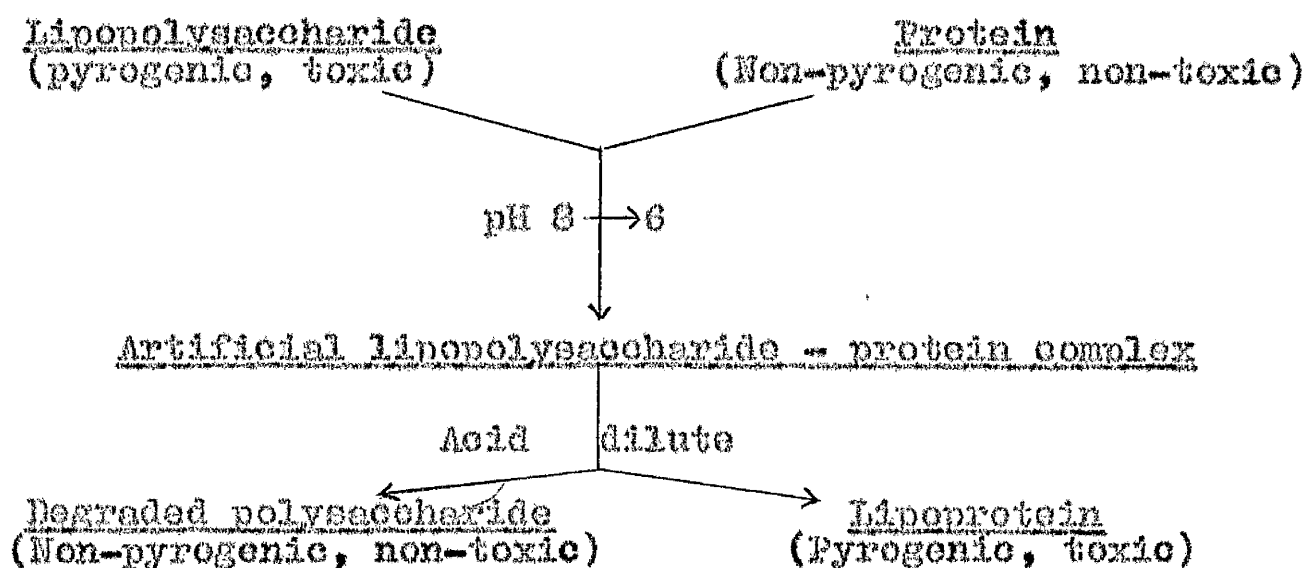 Lipopolysaccharide
(pyrogenic, toxic)
Protein
(Non-pyrogenic, non-toxic)
pH 8 → 6
Artificial lipopolysaccharide - protein complex
Acid dilute
Degraded polysaccharide
(Non-pyrogenic, non-toxic)
Lipoprotein
(Pyrogenic, toxic)